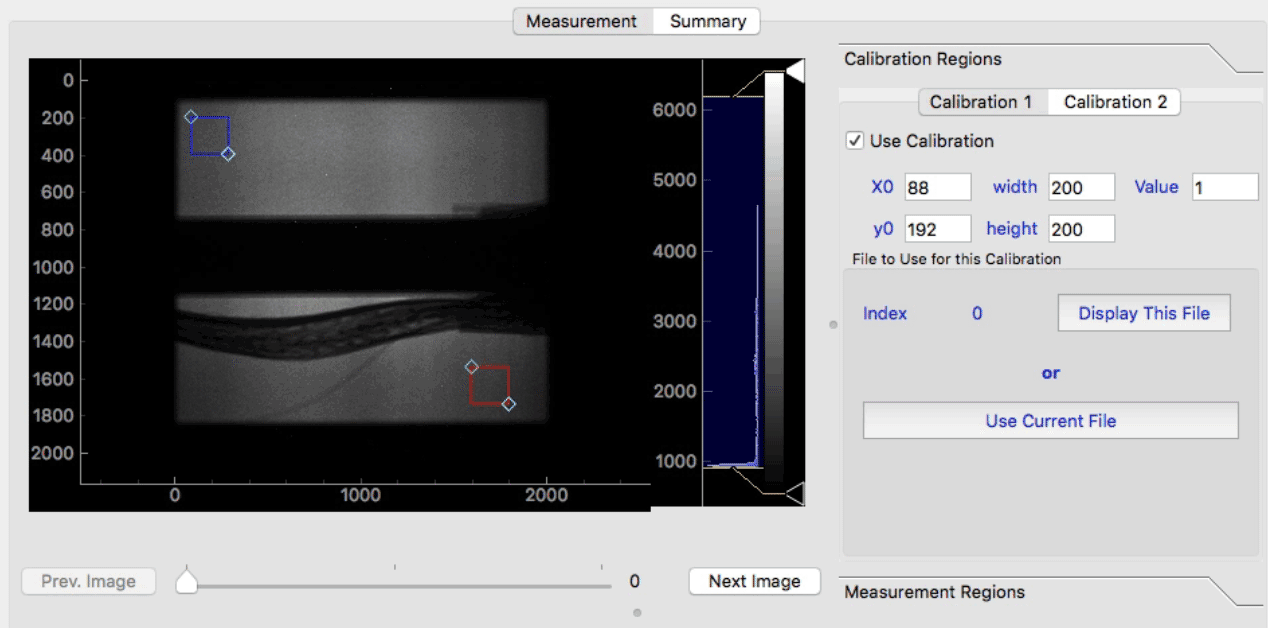 Measurement Summary
Calibration Regions
Calibration 1 Calibration 2
Use Calibration
X0 88 width 200 Value 1
y0 192 height 200
File to Use for this Calibration
Index 0 Display This File
or
Use Current File
Measurement Regions
0
200
400
600
800
1000
1200
1400
1600
1800
2000
0 1000 2000
6000
5000
4000
3000
2000
1000
Prev. Image 0 Next Image